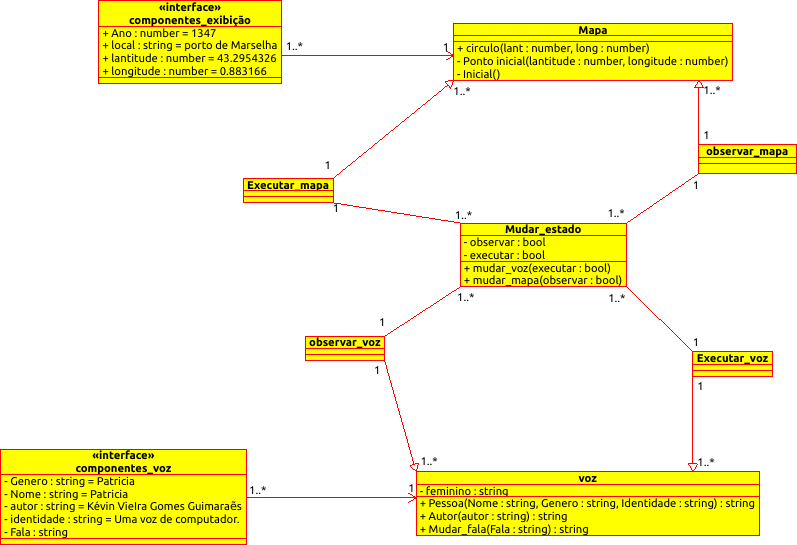 «interface»
componentes_exibição
+ Ano : number = 1347
+ local : string = porto de Marselha
+ lantitude : number = 43.2954326
+ longitude : number = 0.883166
1..*
1
Mapa
+ circulo(lant : number, long : number)
- Ponto inicial(lantitude : number, longitude : number)
- Inicial()
1..*
1..*
1
observar_mapa
1
1
Executar_mapa
1
1..*
1..*
Mudar_estado
- observar : bool
- executar : bool
+ mudar_voz(executar : bool)
+ mudar_mapa(observar : bool)
1..*
1..*
1
observar_voz
1
1
Executar_voz
1
«interface»
componentes_voz
- Genero : string = Patricia
- Nome : string = Patricia
- autor : string = Kévin VieIra Gomes Guimaraẽs
- identidade : string = Uma voz de computador.
- Fala : string
1..*
1
1..*
1..*
voz
- feminino : string
+ Pessoa(Nome : string, Genero : string, Identidade : string) : string
+ Autor(autor : string) : string
+ Mudar_fala(Fala : string) : string